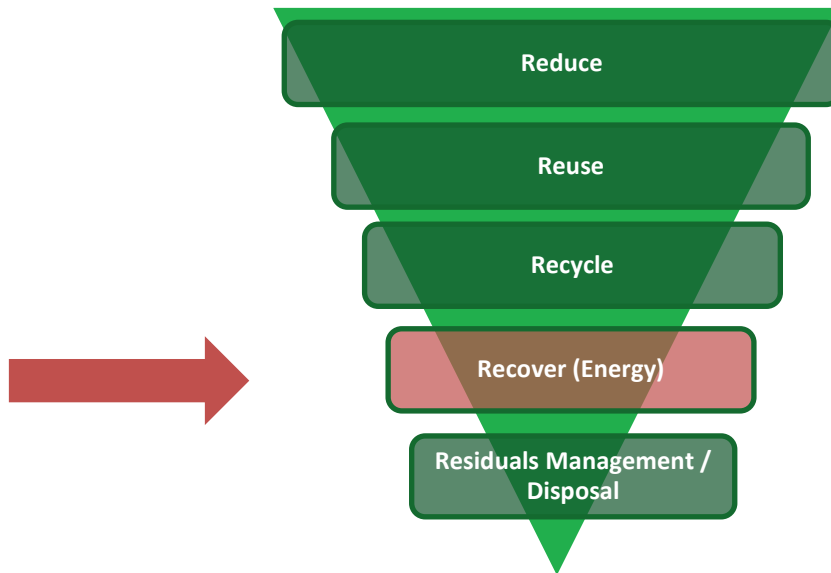 Reduce
Reuse
Recycle
Recover (Energy)
Residuals Management /
Disposal